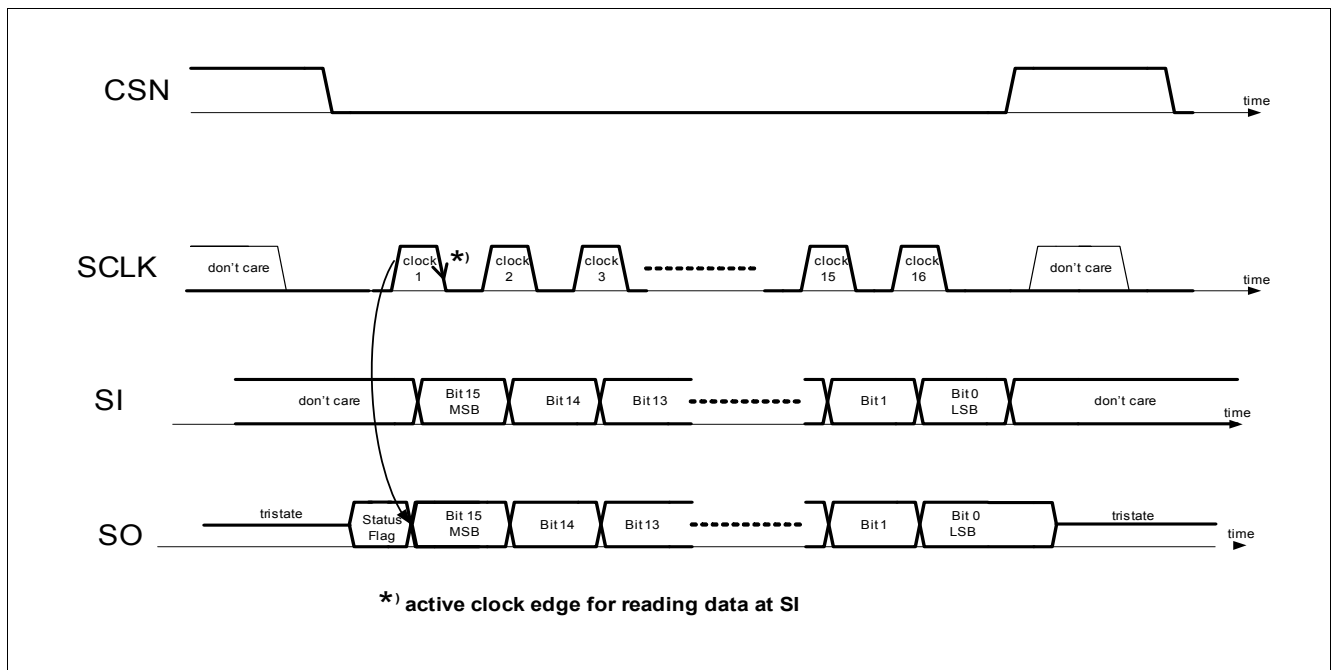 CSN
time
SCLK
don't care
clock
1
*)
clock
2
clock
3
clock
15
clock
16
don't care
time
SI
don't care
Bit 15
MSB
Bit 14
Bit 13
Bit 1
Bit 0
LSB
don't care
time
SO
tristate
Status
Flag
Bit 15
MSB
Bit 14
Bit 13
Bit 1
Bit 0
LSB
tristate
time
*) active clock edge for reading data at SI